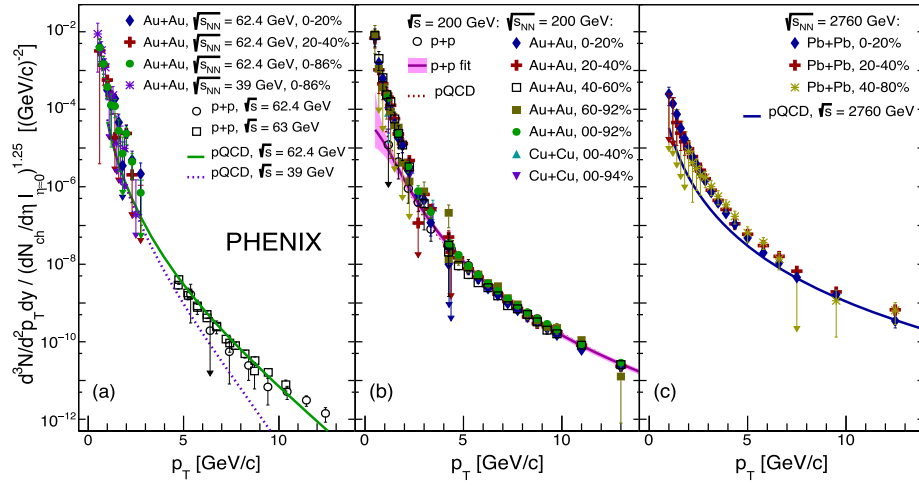 d³N/d²p_T dy / (dN_ch/dη |_η=0)^1.25 [(GeV/c)^-2]
10^-2
10^-4
10^-6
10^-8
10^-10
10^-12
Au+Au, √s_NN = 62.4 GeV, 0-20%
Au+Au, √s_NN = 62.4 GeV, 20-40%
Au+Au, √s_NN = 62.4 GeV, 0-86%
Au+Au, √s_NN = 39 GeV, 0-86%
p+p, √s = 62.4 GeV
p+p, √s = 63 GeV
pQCD, √s = 62.4 GeV
pQCD, √s = 39 GeV
PHENIX
(a)
0 5 10
p_T [GeV/c]
√s = 200 GeV:
p+p
p+p fit
pQCD
√s_NN = 200 GeV:
Au+Au, 0-20%
Au+Au, 20-40%
Au+Au, 40-60%
Au+Au, 60-92%
Au+Au, 00-92%
Cu+Cu, 00-40%
Cu+Cu, 00-94%
(b)
0 5 10
p_T [GeV/c]
√s_NN = 2760 GeV:
Pb+Pb, 0-20%
Pb+Pb, 20-40%
Pb+Pb, 40-80%
pQCD, √s = 2760 GeV
(c)
0 5 10
p_T [GeV/c]